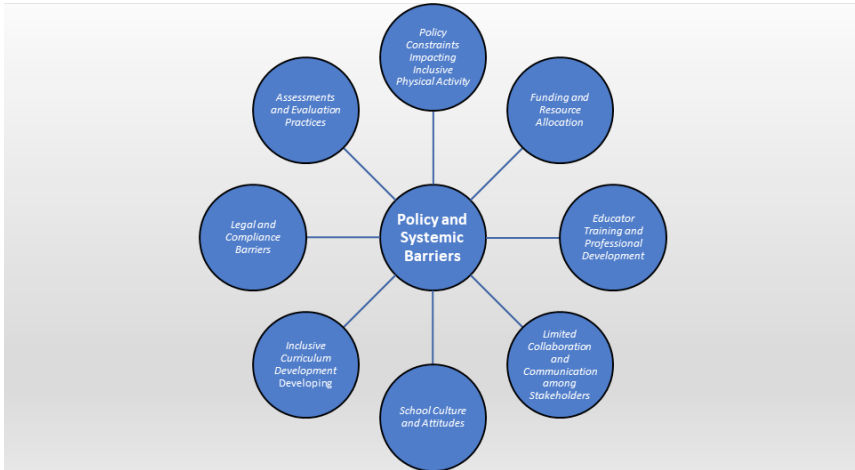 Policy
Constraints
Impacting
Inclusive
Physical Activity
Assessments
and Evaluation
Practices
Funding and
Resource
Allocation
Legal and
Compliance
Barriers
Policy and
Systemic
Barriers
Educator
Training and
Professional
Development
Inclusive
Curriculum
Development
Developing
Limited
Collaboration
and
Communication
among
Stakeholders
School Culture
and Attitudes